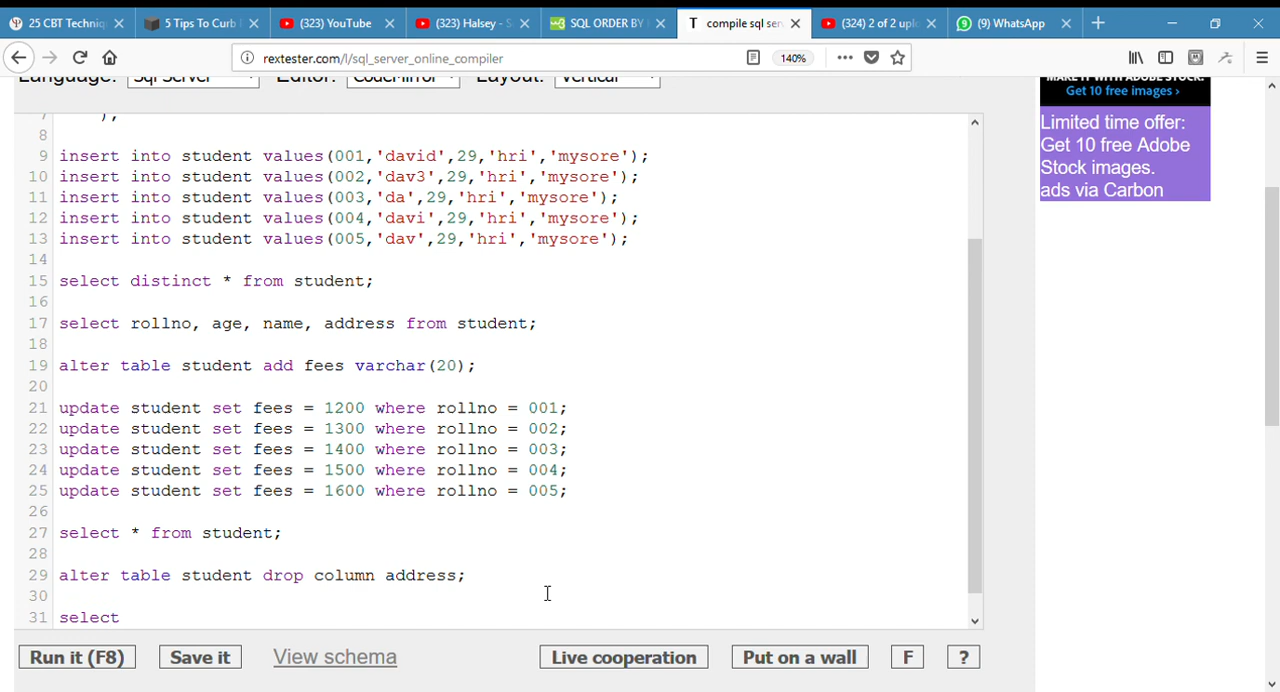 25 CBT Techniq
5 Tips To Curb
(323) YouTube
(323) Halsey - S
SQL ORDER BY
T compile sql ser
(324) 2 of 2 uplo
(9) WhatsApp
rextester.com/l/sql_server_online_compiler
140%
Language: Sql Server Editor: CodeMirror Layout: Vertical
7 );
8
9 insert into student values(001,'david',29,'hri','mysore');
10 insert into student values(002,'dav3',29,'hri','mysore');
11 insert into student values(003,'da',29,'hri','mysore');
12 insert into student values(004,'davi',29,'hri','mysore');
13 insert into student values(005,'dav',29,'hri','mysore');
14
15 select distinct * from student;
16
17 select rollno, age, name, address from student;
18
19 alter table student add fees varchar(20);
20
21 update student set fees = 1200 where rollno = 001;
22 update student set fees = 1300 where rollno = 002;
23 update student set fees = 1400 where rollno = 003;
24 update student set fees = 1500 where rollno = 004;
25 update student set fees = 1600 where rollno = 005;
26
27 select * from student;
28
29 alter table student drop column address;
30
31 select
Run it (F8) Save it View schema Live cooperation Put on a wall F ?
MAKE IT WITH ADOBE STOCK.
Get 10 free images ›
Limited time offer:
Get 10 free Adobe
Stock images.
ads via Carbon